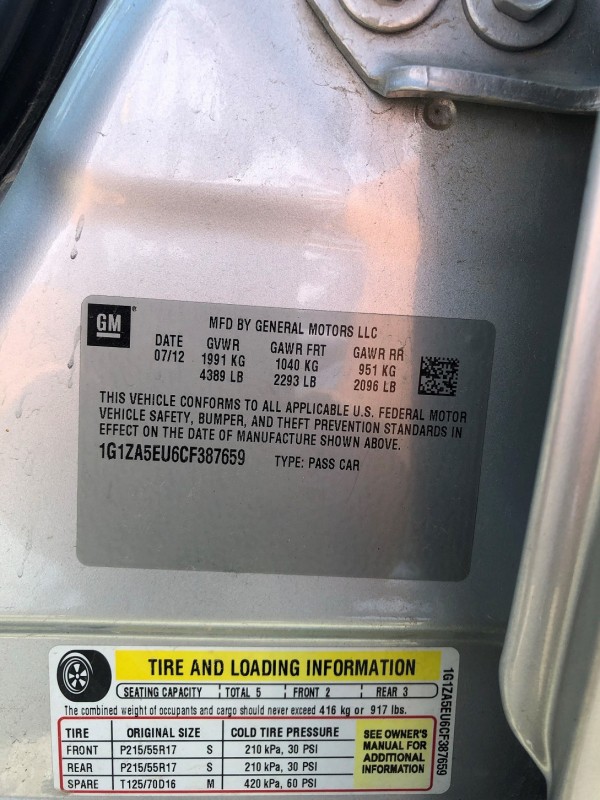 GM
MFD BY GENERAL MOTORS LLC
DATE GVWR GAWR FRT GAWR RR
07/12 1991 KG 1040 KG 951 KG
4389 LB 2293 LB 2096 LB
THIS VEHICLE CONFORMS TO ALL APPLICABLE U.S. FEDERAL MOTOR
VEHICLE SAFETY, BUMPER, AND THEFT PREVENTION STANDARDS IN
EFFECT ON THE DATE OF MANUFACTURE SHOWN ABOVE.
1G1ZA5EU6CF387659 TYPE: PASS CAR
TIRE AND LOADING INFORMATION
SEATING CAPACITY TOTAL 5 FRONT 2 REAR 3
The combined weight of occupants and cargo should never exceed 416 kg or 917 lbs.
TIRE ORIGINAL SIZE COLD TIRE PRESSURE
FRONT P215/55R17 S 210 kPa, 30 PSI
REAR P215/55R17 S 210 kPa, 30 PSI
SPARE T125/70D16 M 420 kPa, 60 PSI
SEE OWNER'S
MANUAL FOR
ADDITIONAL
INFORMATION
1G1ZA5EU6CF387659